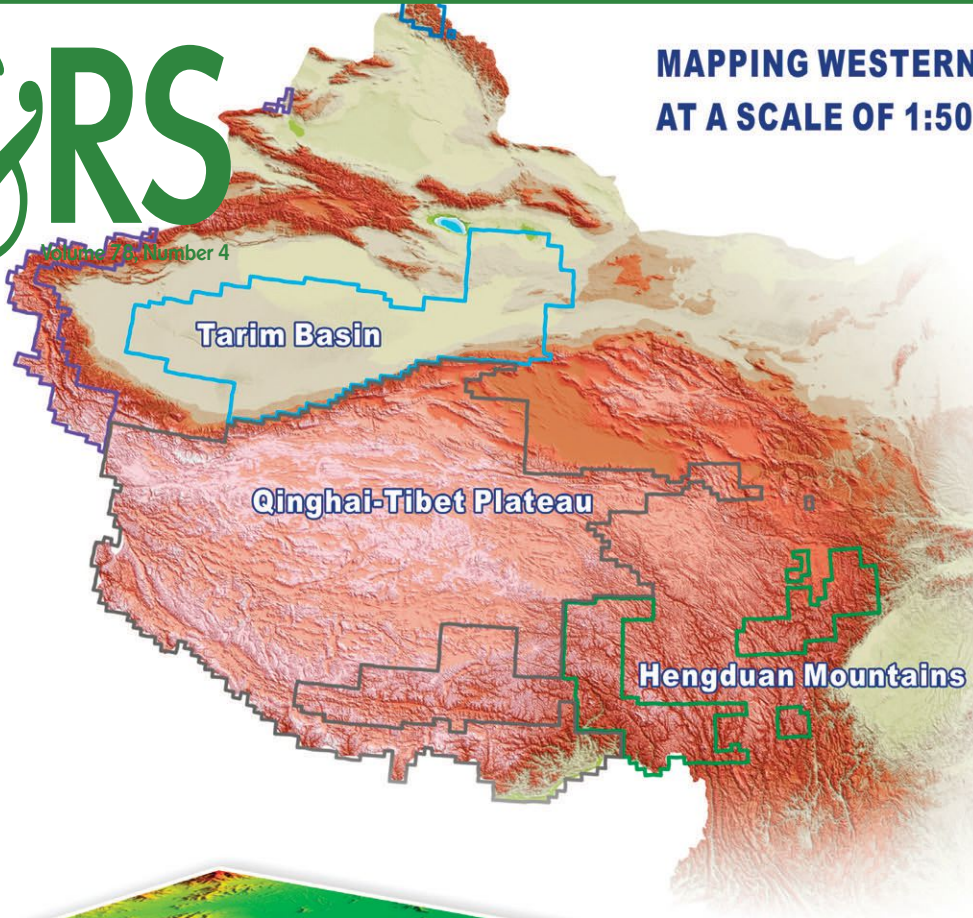 &RS
Volume 78, Number 4
MAPPING WESTERN
AT A SCALE OF 1:50
Tarim Basin
Qinghai-Tibet Plateau
Hengduan Mountains